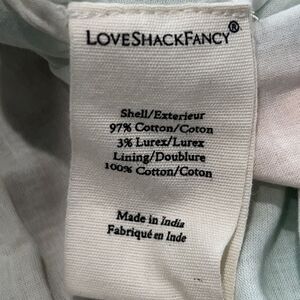 LOVESHACKFANCY®
Shell/Exterieur
97% Cotton/Coton
3% Lurex/Lurex
Lining/Doublure
100% Cotton/Coton
Made in India
Fabriqué en Inde